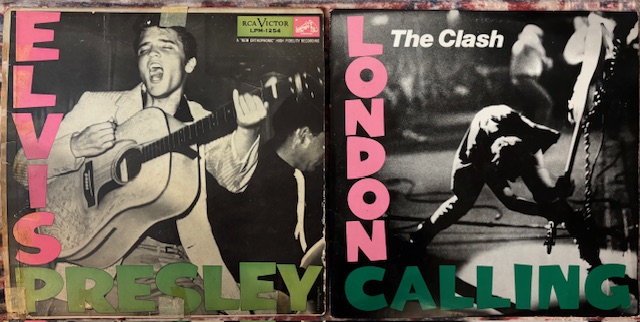 ELVIS
PRESLEY
RCA VICTOR
LPM-1254
A "NEW ORTHOPHONIC" HIGH FIDELITY RECORDING
The Clash
LONDON
CALLING